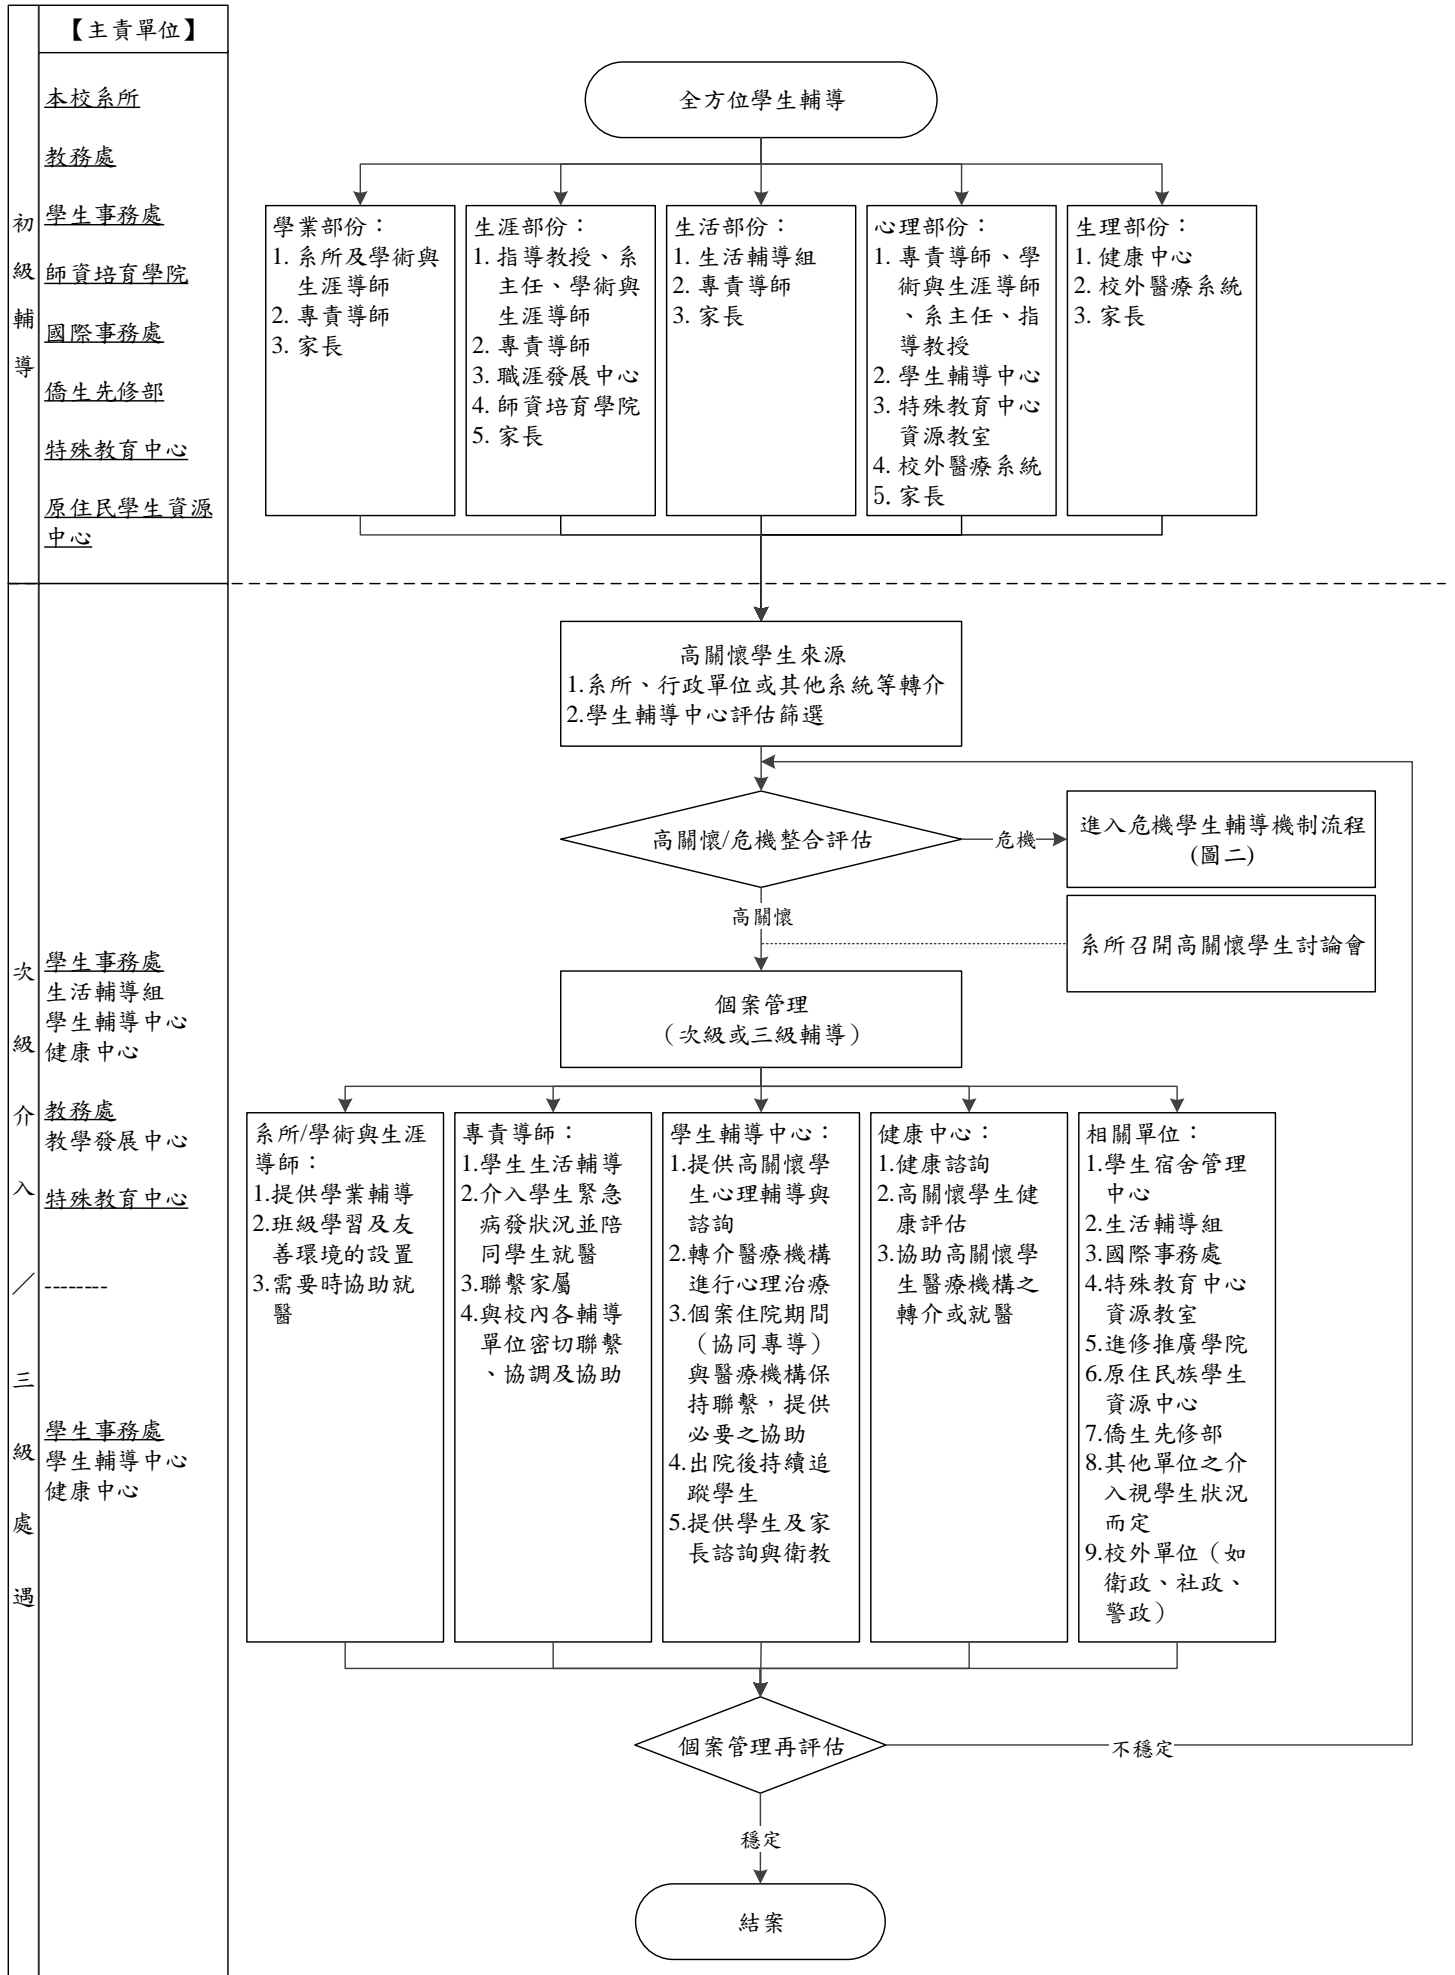 【主責單位】
本校系所
教務處
學生事務處
師資培育學院
國際事務處
僑生先修部
特殊教育中心
原住民學生資源
中心
初
級
輔
導
全方位學生輔導
學業部份：
1. 系所及學術與
生涯導師
2. 專責導師
3. 家長
生涯部份：
1. 指導教授、系
主任、學術與
生涯導師
2. 專責導師
3. 職涯發展中心
4. 師資培育學院
5. 家長
生活部份：
1. 生活輔導組
2. 專責導師
3. 家長
心理部份：
1. 專責導師、學
術與生涯導師
、系主任、指
導教授
2. 學生輔導中心
3. 特殊教育中心
資源教室
4. 校外醫療系統
5. 家長
生理部份：
1. 健康中心
2. 校外醫療系統
3. 家長
次
級
介
入
／
三
級
處
遇
學生事務處
生活輔導組
學生輔導中心
健康中心
教務處
教學發展中心
特殊教育中心
-------
學生事務處
學生輔導中心
健康中心
高關懷學生來源
1.系所、行政單位或其他系統等轉介
2.學生輔導中心評估篩選
高關懷/危機整合評估
危機
進入危機學生輔導機制流程
(圖二)
高關懷
系所召開高關懷學生討論會
個案管理
（次級或三級輔導）
系所/學術與生涯
導師：
1.提供學業輔導
2.班級學習及友
善環境的設置
3.需要時協助就
醫
專責導師：
1.學生生活輔導
2.介入學生緊急
病發狀況並陪
同學生就醫
3.聯繫家屬
4.與校內各輔導
單位密切聯繫
、協調及協助
學生輔導中心：
1.提供高關懷學
生心理輔導與
諮詢
2.轉介醫療機構
進行心理治療
3.個案住院期間
（協同專導）
與醫療機構保
持聯繫，提供
必要之協助
4.出院後持續追
蹤學生
5.提供學生及家
長諮詢與衛教
健康中心：
1.健康諮詢
2.高關懷學生健
康評估
3.協助高關懷學
生醫療機構之
轉介或就醫
相關單位：
1.學生宿舍管理
中心
2.生活輔導組
3.國際事務處
4.特殊教育中心
資源教室
5.進修推廣學院
6.原住民族學生
資源中心
7.僑生先修部
8.其他單位之介
入視學生狀況
而定
9.校外單位（如
衛政、社政、
警政）
個案管理再評估
不穩定
穩定
結案